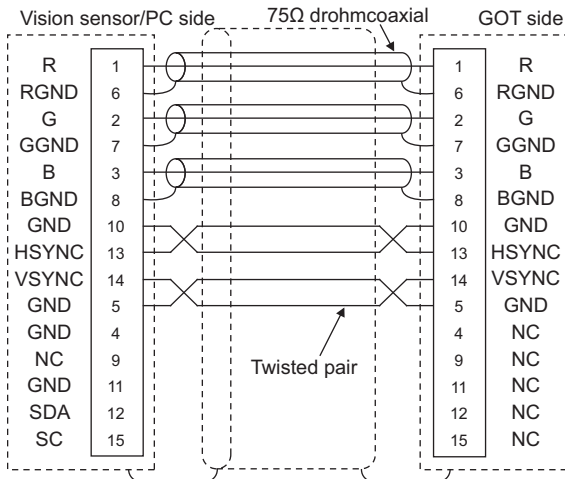 Vision sensor/PC side 75Ω drohmcoaxial GOT side
R 1 1 R
RGND 6 6 RGND
G 2 2 G
GGND 7 7 GGND
B 3 3 B
BGND 8 8 BGND
GND 10 10 GND
HSYNC 13 13 HSYNC
VSYNC 14 14 VSYNC
GND 5 5 GND
GND 4 4 NC
NC 9 Twisted pair 9 NC
GND 11 11 NC
SDA 12 12 NC
SC 15 15 NC